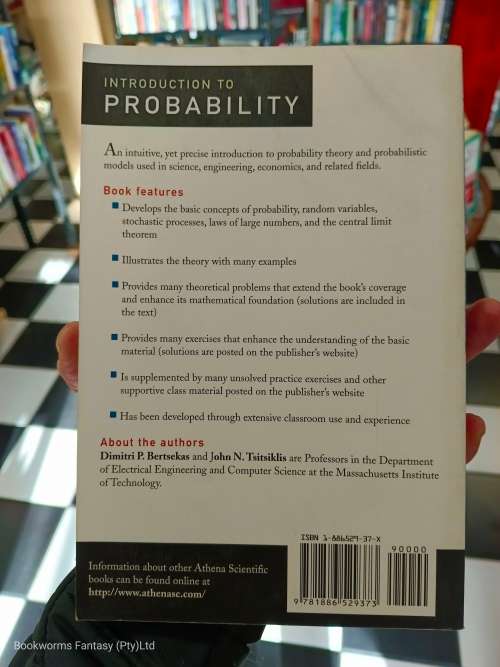 INTRODUCTION TO
PROBABILITY
An intuitive, yet precise introduction to probability theory and probabilistic
models used in science, engineering, economics, and related fields.
Book features
Develops the basic concepts of probability, random variables,
stochastic processes, laws of large numbers, and the central limit
theorem
Illustrates the theory with many examples
Provides many theoretical problems that extend the book's coverage
and enhance its mathematical foundation (solutions are included in
the text)
Provides many exercises that enhance the understanding of the basic
material (solutions are posted on the publisher's website)
Is supplemented by many unsolved practice exercises and other
supportive class material posted on the publisher's website
Has been developed through extensive classroom use and experience
About the authors
Dimitri P. Bertsekas and John N. Tsitsiklis are Professors in the Department
of Electrical Engineering and Computer Science at the Massachusetts Institute
of Technology.
Information about other Athena Scientific
books can be found online at
http://www.athenasc.com/
ISBN 1-886529-37-X
90000
9 781886 529373
Bookworms Fantasy (Pty)Ltd